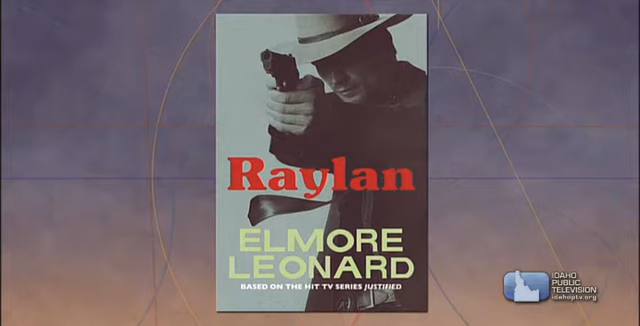 Raylan
ELMORE
LEONARD
BASED ON THE HIT TV SERIES JUSTIFIED
IDAHO
PUBLIC
TELEVISION
idahoptv.org